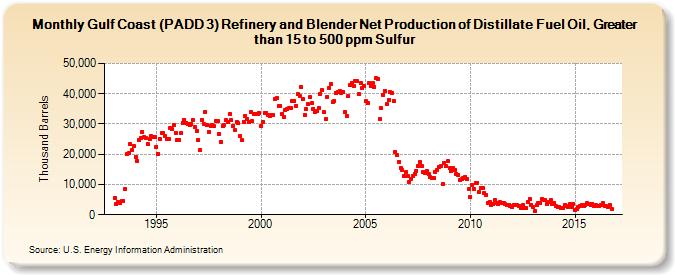 Monthly Gulf Coast (PADD 3) Refinery and Blender Net Production of Distillate Fuel Oil, Greater
than 15 to 500 ppm Sulfur
Thousand Barrels
50,000
40,000
30,000
20,000
10,000
0
1995
2000
2005
2010
2015
Source: U.S. Energy Information Administration